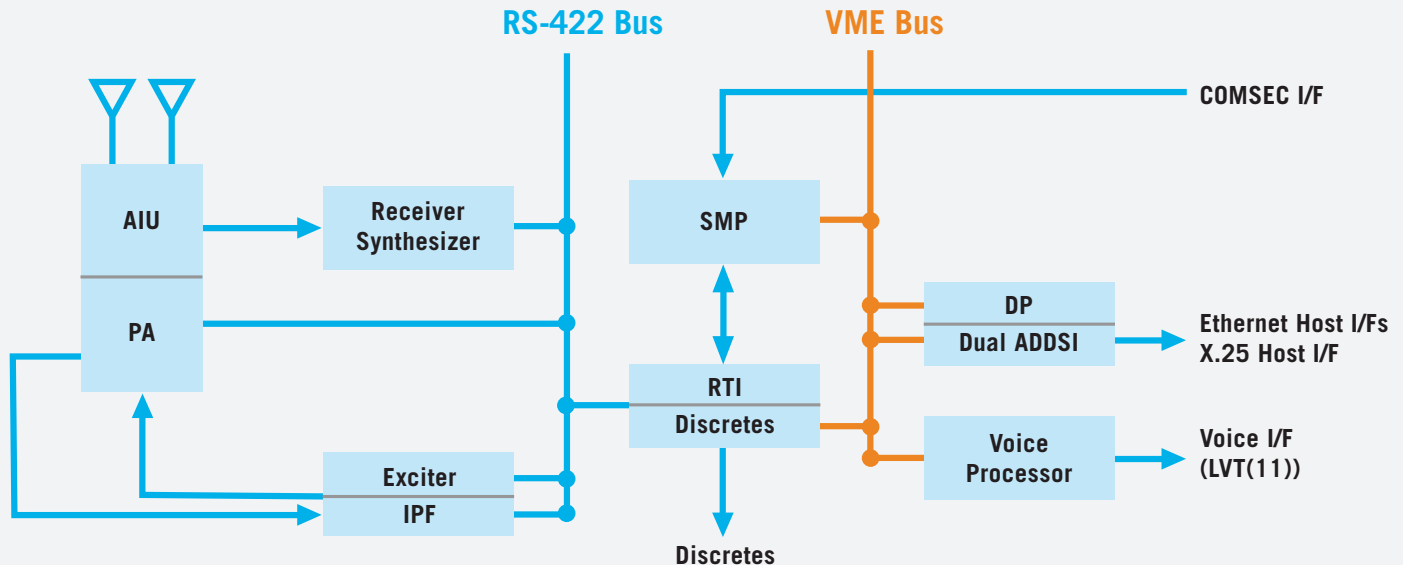 RS-422 Bus
VME Bus
COMSEC I/F
AIU
Receiver
Synthesizer
SMP
PA
DP
Dual ADDSI
Ethernet Host I/Fs
X.25 Host I/F
RTI
Discretes
Exciter
IPF
Voice
Processor
Voice I/F
(LVT(11))
Discretes